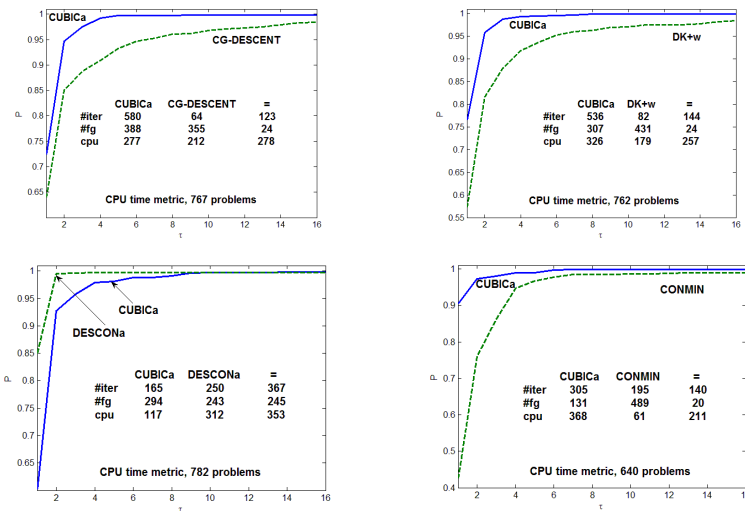 1
0.95
0.9
0.85
0.8
0.75
0.7
0.65
P
CUBICa
CG-DESCENT
CUBICa CG-DESCENT =
#iter 580 64 123
#fg 388 355 24
cpu 277 212 278
CPU time metric, 767 problems
2 4 6 8 10 12 14 16
τ
1
0.95
0.9
0.85
0.8
0.75
0.7
0.65
0.6
0.55
P
CUBICa
DK+w
CUBICa DK+w =
#iter 536 82 144
#fg 307 431 24
cpu 326 179 257
CPU time metric, 762 problems
2 4 6 8 10 12 14 16
τ
1
0.95
0.9
0.85
0.8
0.75
0.7
0.65
P
CUBICa
DESCONa
CUBICa DESCONa =
#iter 165 250 367
#fg 294 243 245
cpu 117 312 353
CPU time metric, 782 problems
2 4 6 8 10 12 14 16
τ
1
0.9
0.8
0.7
0.6
0.5
0.4
P
CUBICa
CONMIN
CUBICa CONMIN =
#iter 305 195 140
#fg 131 489 20
cpu 368 61 211
CPU time metric, 640 problems
2 4 6 8 10 12 14 16
τ